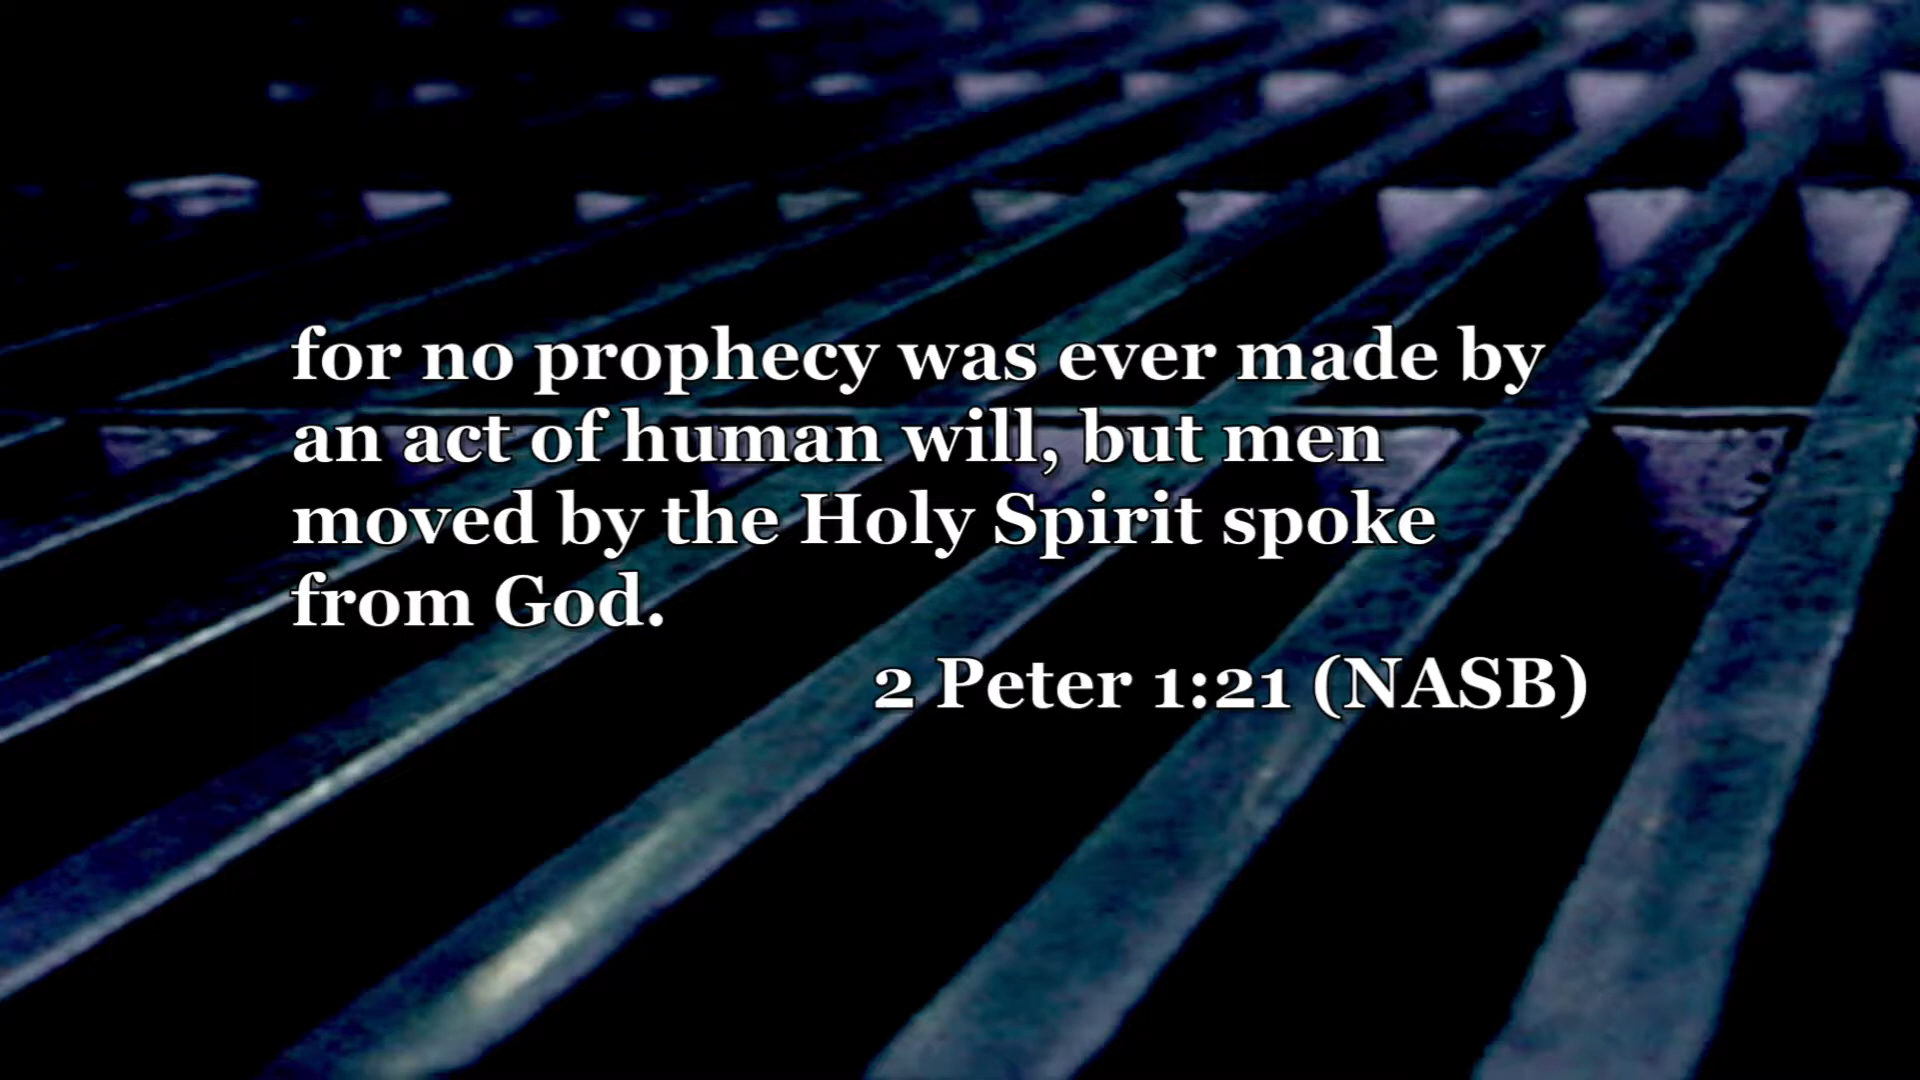 for no prophecy was ever made by
an act of human will, but men
moved by the Holy Spirit spoke
from God.
2 Peter 1:21 (NASB)